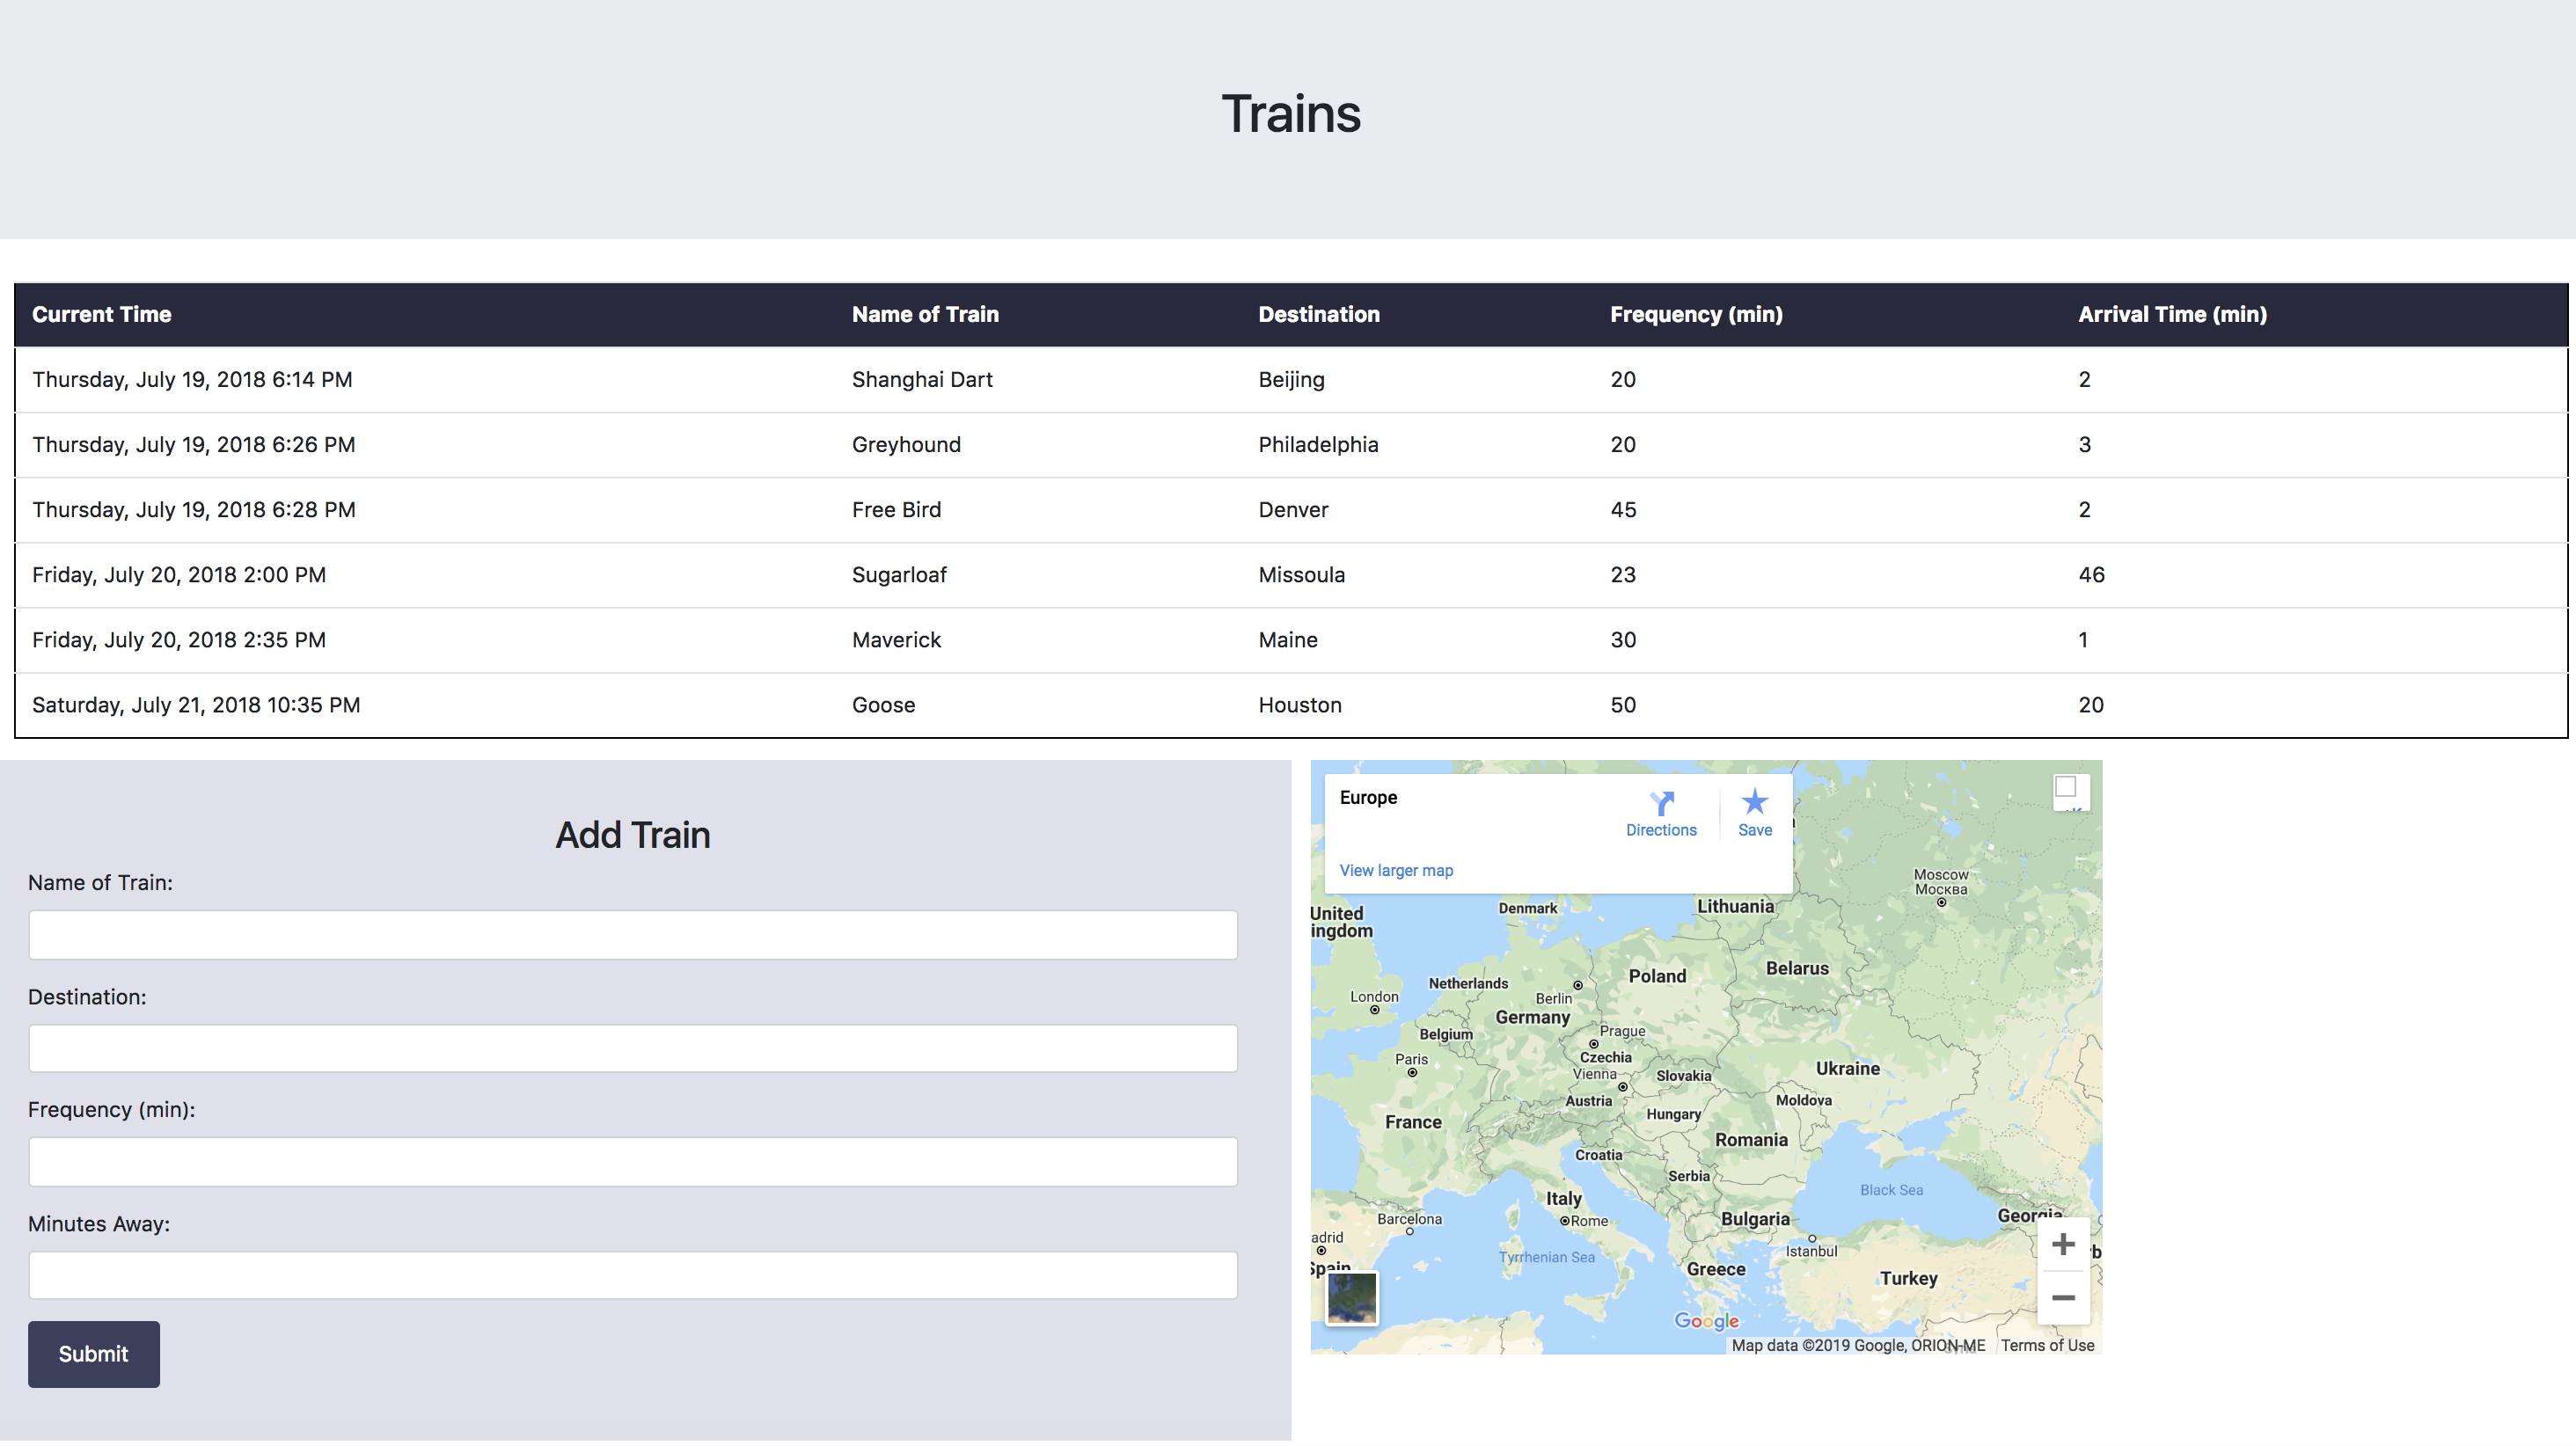 Trains
Current Time Name of Train Destination Frequency (min) Arrival Time (min)
Thursday, July 19, 2018 6:14 PM Shanghai Dart Beijing 20 2
Thursday, July 19, 2018 6:26 PM Greyhound Philadelphia 20 3
Thursday, July 19, 2018 6:28 PM Free Bird Denver 45 2
Friday, July 20, 2018 2:00 PM Sugarloaf Missoula 23 46
Friday, July 20, 2018 2:35 PM Maverick Maine 30 1
Saturday, July 21, 2018 10:35 PM Goose Houston 50 20
Add Train
Name of Train:
Destination:
Frequency (min):
Minutes Away:
Submit
Europe
Directions
Save
View larger map
Moscow
Москва
Denmark
Lithuania
United
ingdom
Poland
Belarus
Netherlands
London
Berlin
Germany
Belgium
Prague
Paris
Czechia
Vienna
Slovakia
Ukraine
Austria
Moldova
Hungary
France
Romania
Croatia
Serbia
Black Sea
Italy
Rome
Barcelona
Bulgaria
Georgia
adrid
Istanbul
Tyrrhenian Sea
Spain
Greece
Turkey
Google
Map data ©2019 Google, ORION-ME Terms of Use